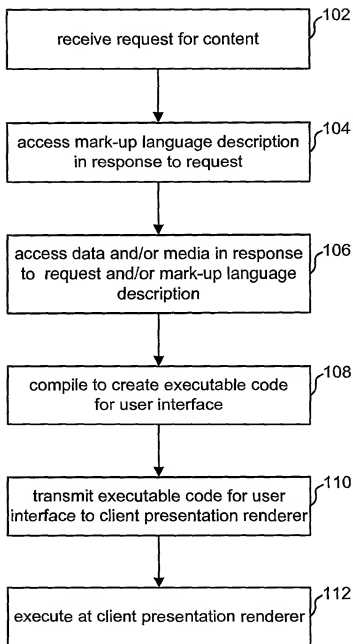 102
receive request for content
104
access mark-up language description
in response to request
106
access data and/or media in response
to request and/or mark-up language
description
108
compile to create executable code
for user interface
110
transmit executable code for user
interface to client presentation renderer
112
execute at client presentation renderer